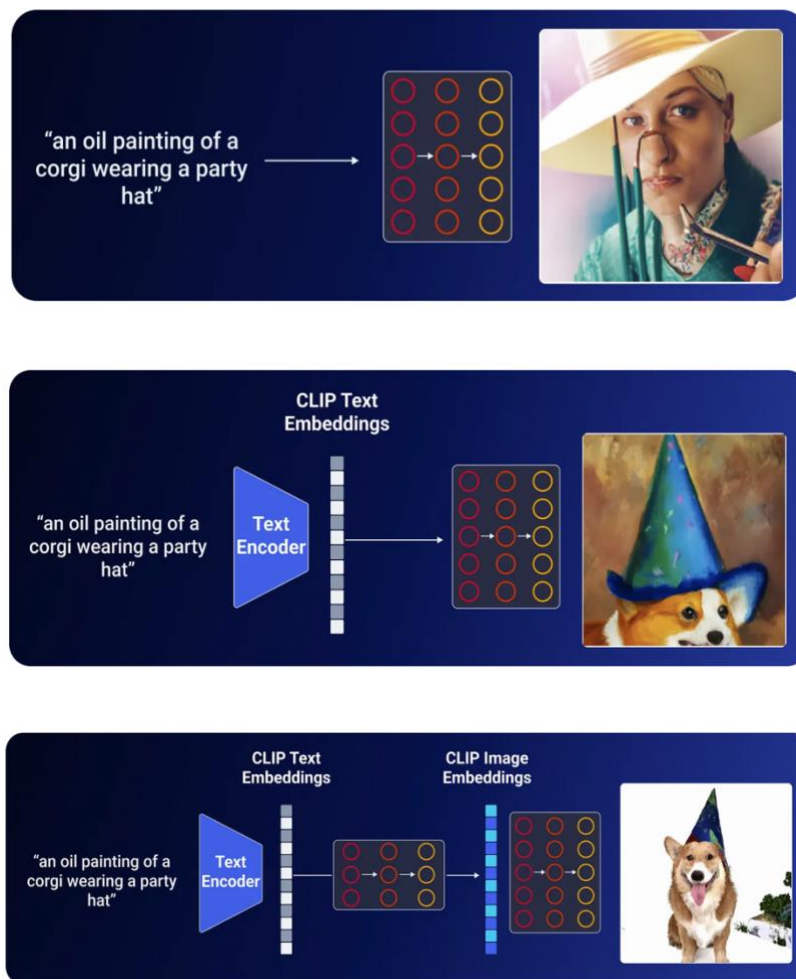 “an oil painting of a
corgi wearing a party
hat”
CLIP Text
Embeddings
“an oil painting of a
corgi wearing a party
hat”
Text
Encoder
CLIP Text
Embeddings
CLIP Image
Embeddings
“an oil painting of a
corgi wearing a party
hat”
Text
Encoder